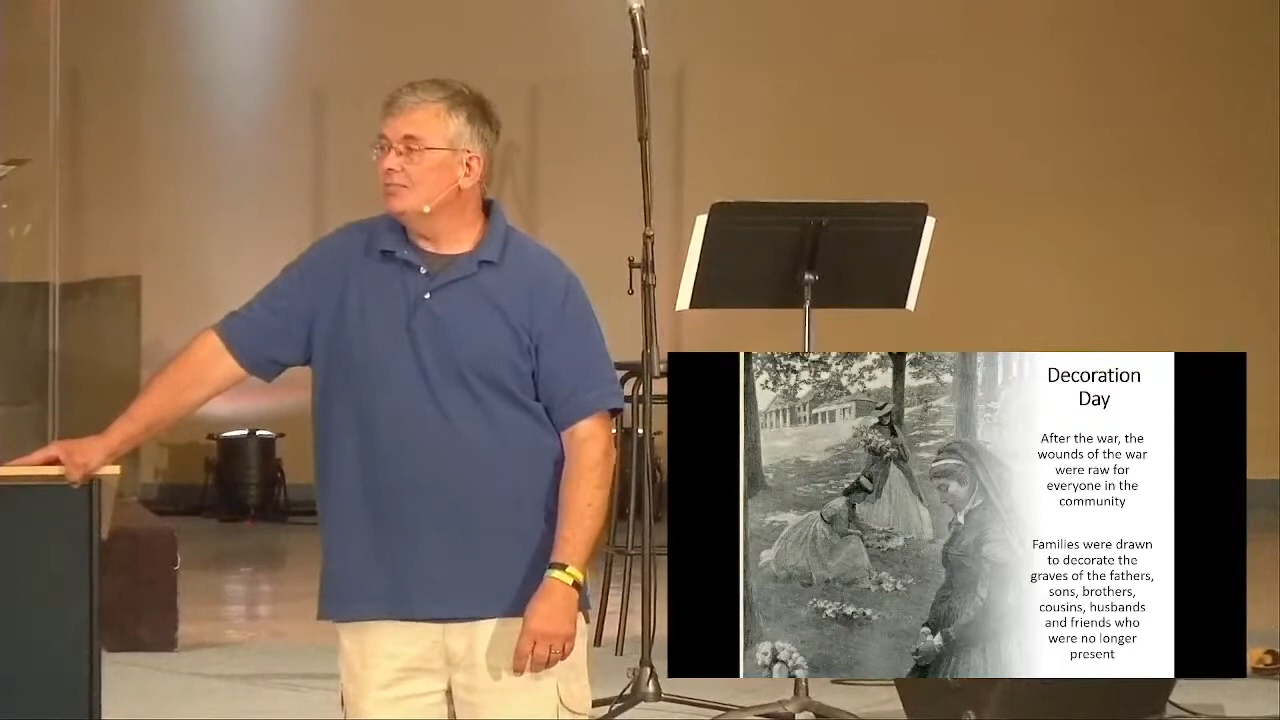 Decoration
Day
After the war, the
wounds of the war
were raw for
everyone in the
community
Families were drawn
to decorate the
graves of the fathers,
sons, brothers,
cousins, husbands
and friends who
were no longer
present